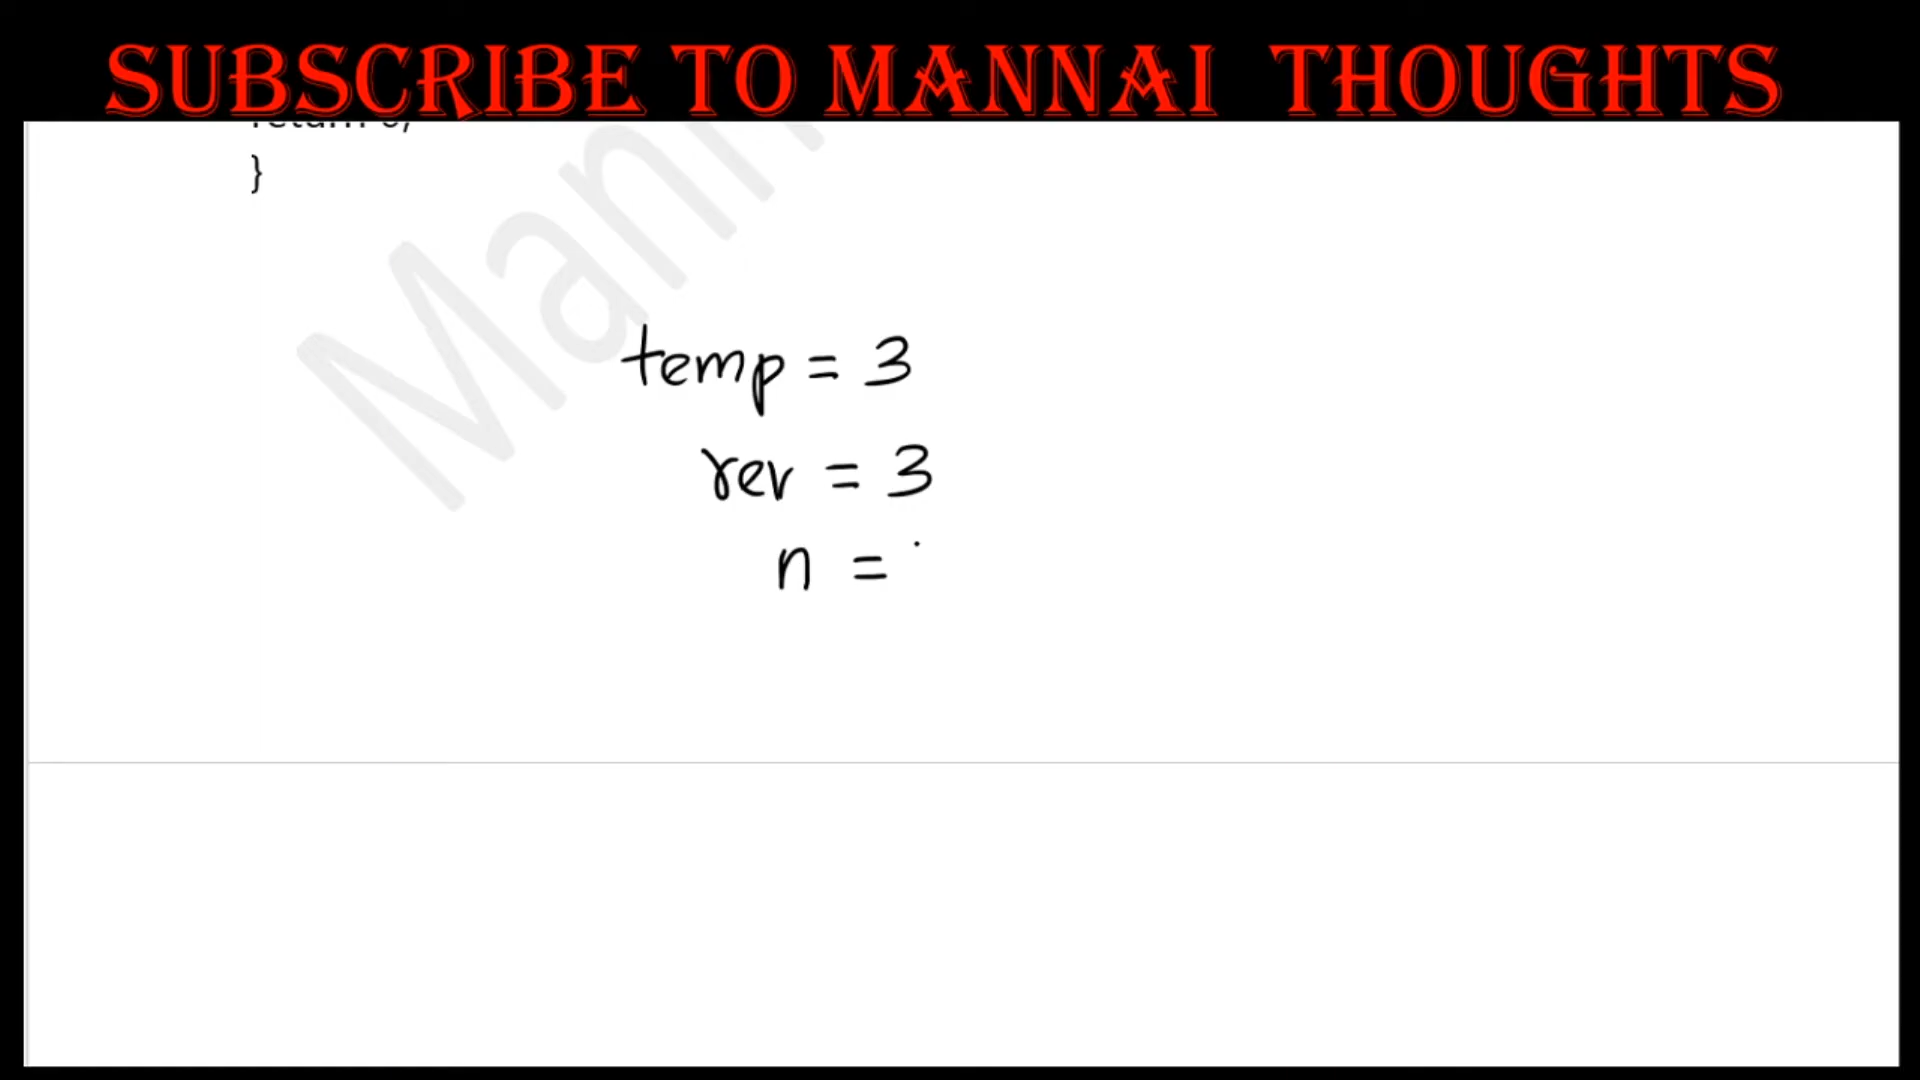 SUBSCRIBE TO MANNAI THOUGHTS
}
temp = 3
rev = 3
n =